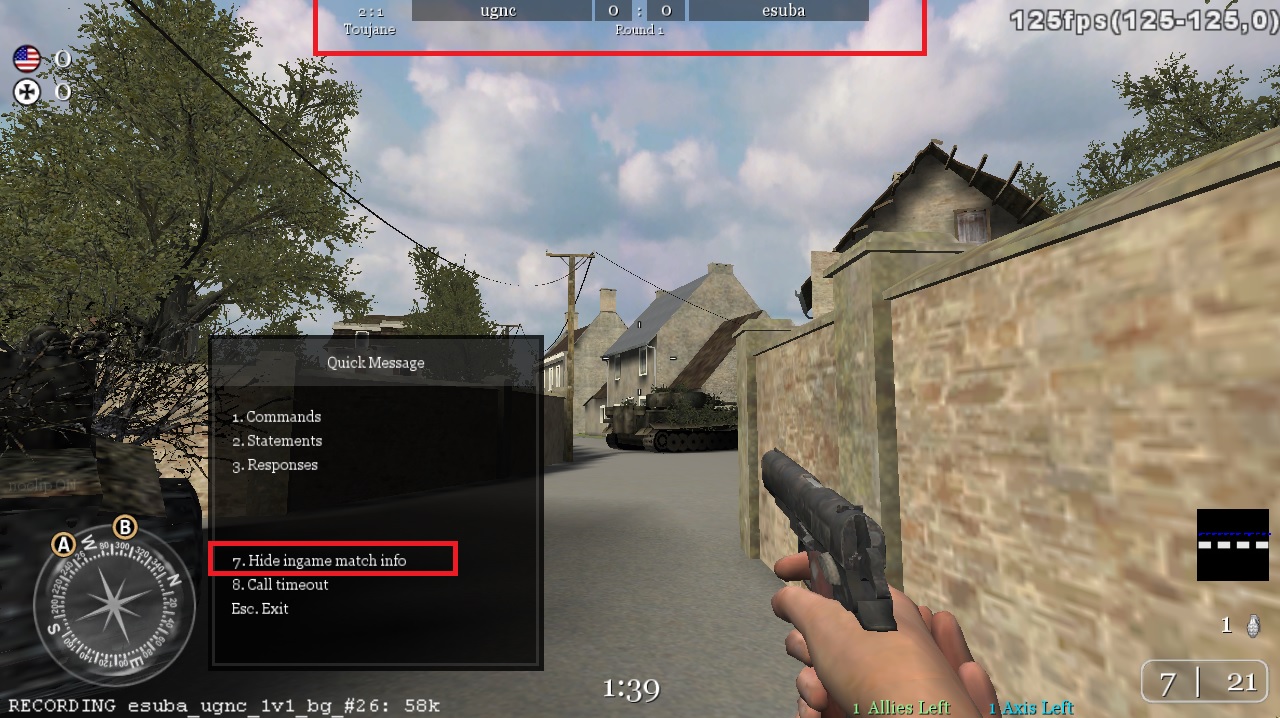 2:1
ugnc 0 : 0 esuba
Toujane
Round 1
125fps(125-125,0)
0
0
Quick Message
1. Commands
2. Statements
3. Responses
7. Hide ingame match info
8. Call timeout
Esc. Exit
A
B
W
N
S
E
1
7 | 21
1:39
RECORDING esuba_ugnc_1v1_bg_#26: 58k
1 Allies Left
1 Axis Left